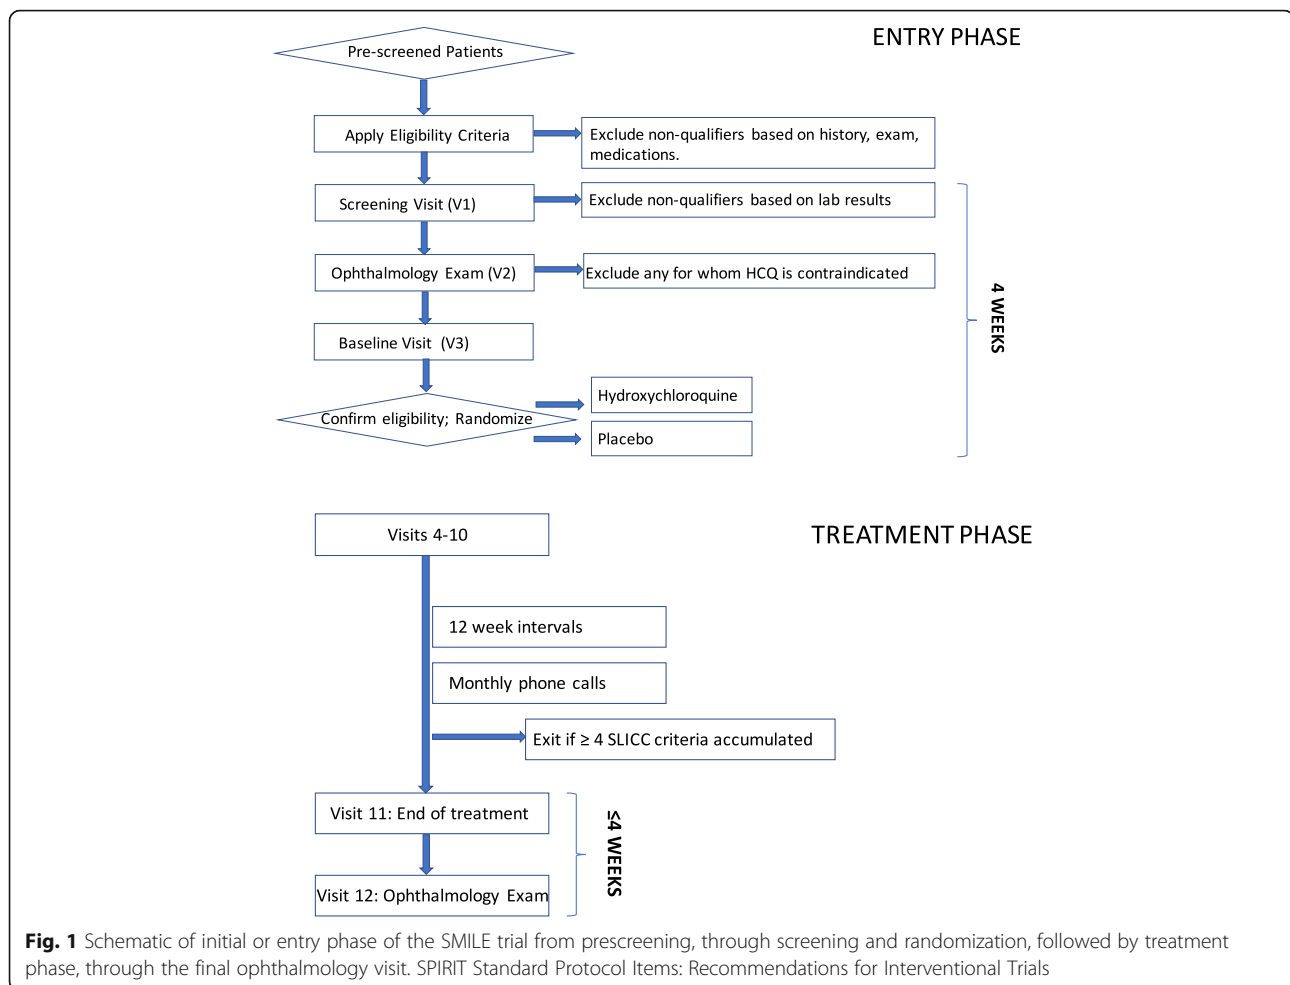 ENTRY PHASE
Pre-screened Patients
Apply Eligibility Criteria
Exclude non-qualifiers based on history, exam,
medications.
Screening Visit (V1)
Exclude non-qualifiers based on lab results
Ophthalmology Exam (V2)
Exclude any for whom HCQ is contraindicated
Baseline Visit (V3)
4 WEEKS
Confirm eligibility; Randomize
Hydroxychloroquine
Placebo
TREATMENT PHASE
Visits 4-10
12 week intervals
Monthly phone calls
Exit if ≥ 4 SLICC criteria accumulated
Visit 11: End of treatment
≤4 WEEKS
Visit 12: Ophthalmology Exam
Fig. 1 Schematic of initial or entry phase of the SMILE trial from prescreening, through screening and randomization, followed by treatment
phase, through the final ophthalmology visit. SPIRIT Standard Protocol Items: Recommendations for Interventional Trials